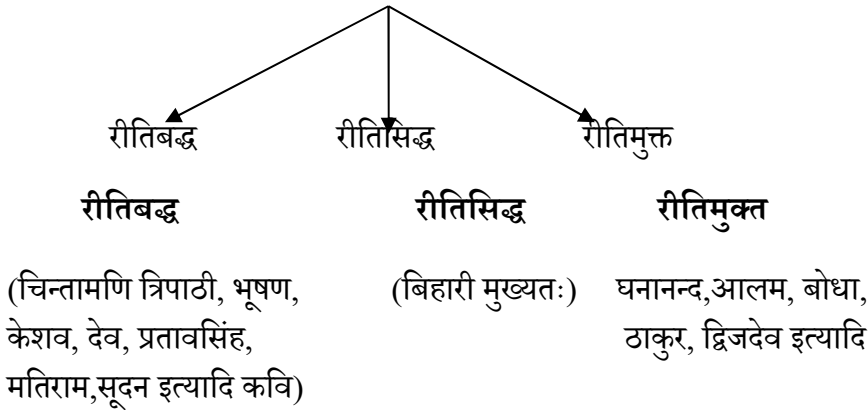 रीतिबद्ध रीतिसिद्ध रीतिमुक्त
रीतिबद्ध रीतिसिद्ध रीतिमुक्त
(चिन्तामणि त्रिपाठी, भूषण, (बिहारी मुख्यतः) घनानन्द,आलम, बोधा,
केशव, देव, प्रतावसिंह, ठाकुर, द्विजदेव इत्यादि
मतिराम,सूदन इत्यादि कवि)